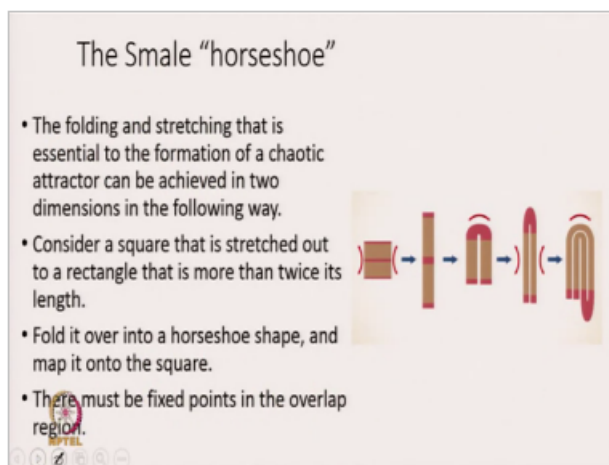 The Smale “horseshoe”
• The folding and stretching that is
essential to the formation of a chaotic
attractor can be achieved in two
dimensions in the following way.
• Consider a square that is stretched out
to a rectangle that is more than twice its
length.
• Fold it over into a horseshoe shape, and
map it onto the square.
• There must be fixed points in the overlap
region.
NPTEL